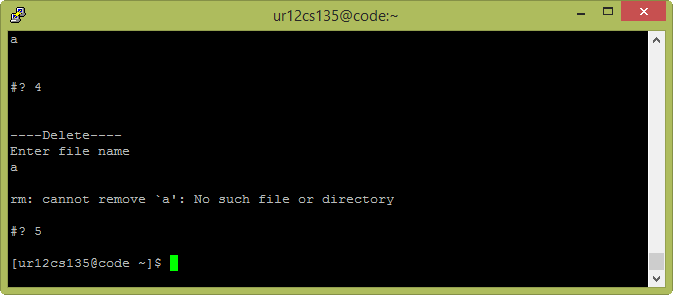 ur12cs135@code:~
a
#? 4
----Delete----
Enter file name
a
rm: cannot remove `a': No such file or directory
#? 5
[ur12cs135@code ~]$